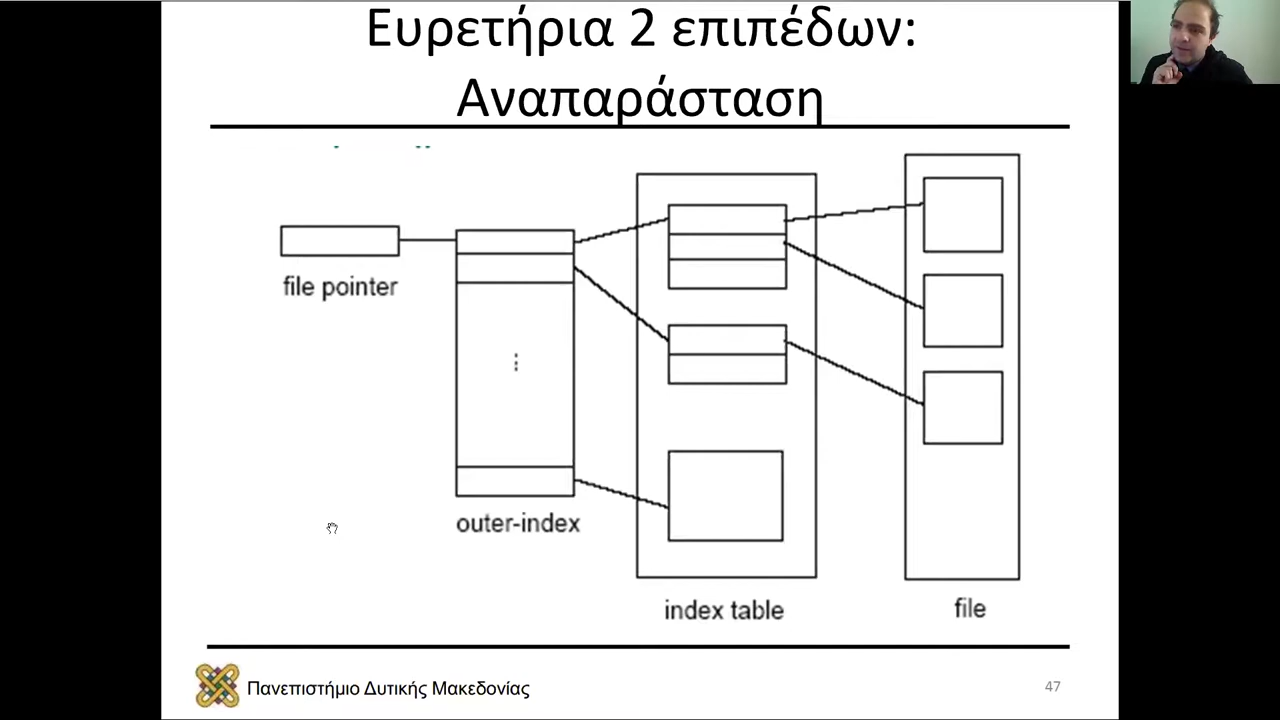 Ευρετήρια 2 επιπέδων:
Αναπαράσταση
file pointer
outer-index
index table
file
Πανεπιστήμιο Δυτικής Μακεδονίας
47